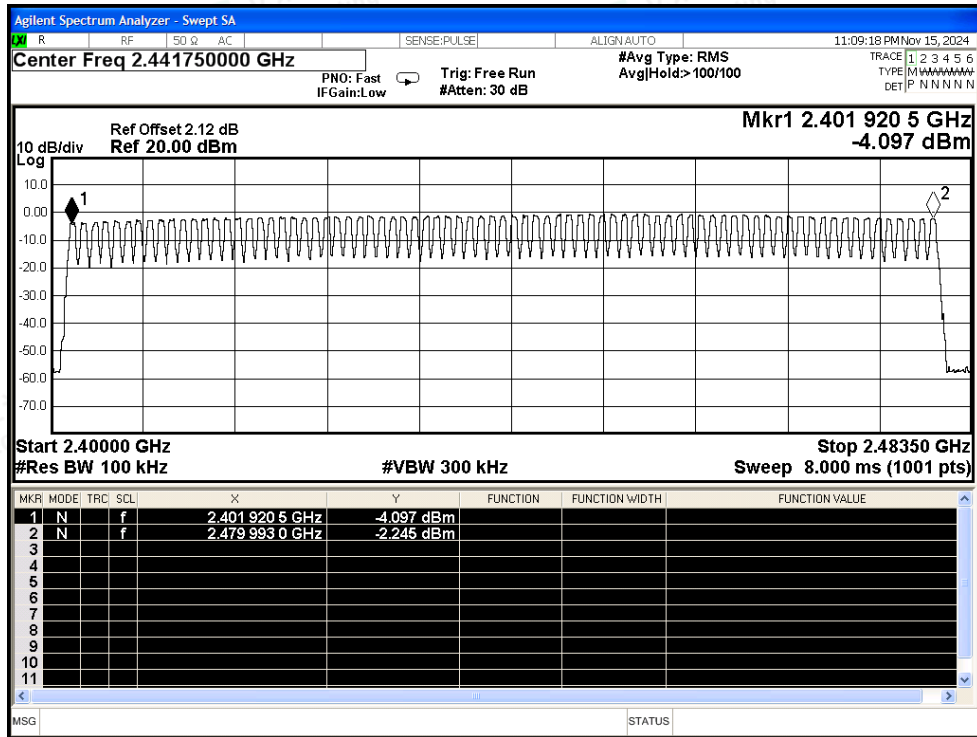 Agilent Spectrum Analyzer - Swept SA
LXI R RF 50 Ω AC SENSE:PULSE ALIGN AUTO 11:09:18 PM Nov 15, 2024
Center Freq 2.441750000 GHz
PNO: Fast
IFGain:Low
Trig: Free Run
#Atten: 30 dB
#Avg Type: RMS
Avg|Hold:>100/100
TRACE 1 2 3 4 5 6
TYPE M
DET P N N N N N
Mkr1 2.401 920 5 GHz
-4.097 dBm
Ref Offset 2.12 dB
10 dB/div Ref 20.00 dBm
Log
10.0
0.00
-10.0
-20.0
-30.0
-40.0
-50.0
-60.0
-70.0
1
2
Start 2.40000 GHz Stop 2.48350 GHz
#Res BW 100 kHz #VBW 300 kHz Sweep 8.000 ms (1001 pts)
MKR MODE TRC SCL X Y FUNCTION FUNCTION WIDTH FUNCTION VALUE
1 N f 2.401 920 5 GHz -4.097 dBm
2 N f 2.479 993 0 GHz -2.245 dBm
3
4
5
6
7
8
9
10
11
MSG STATUS